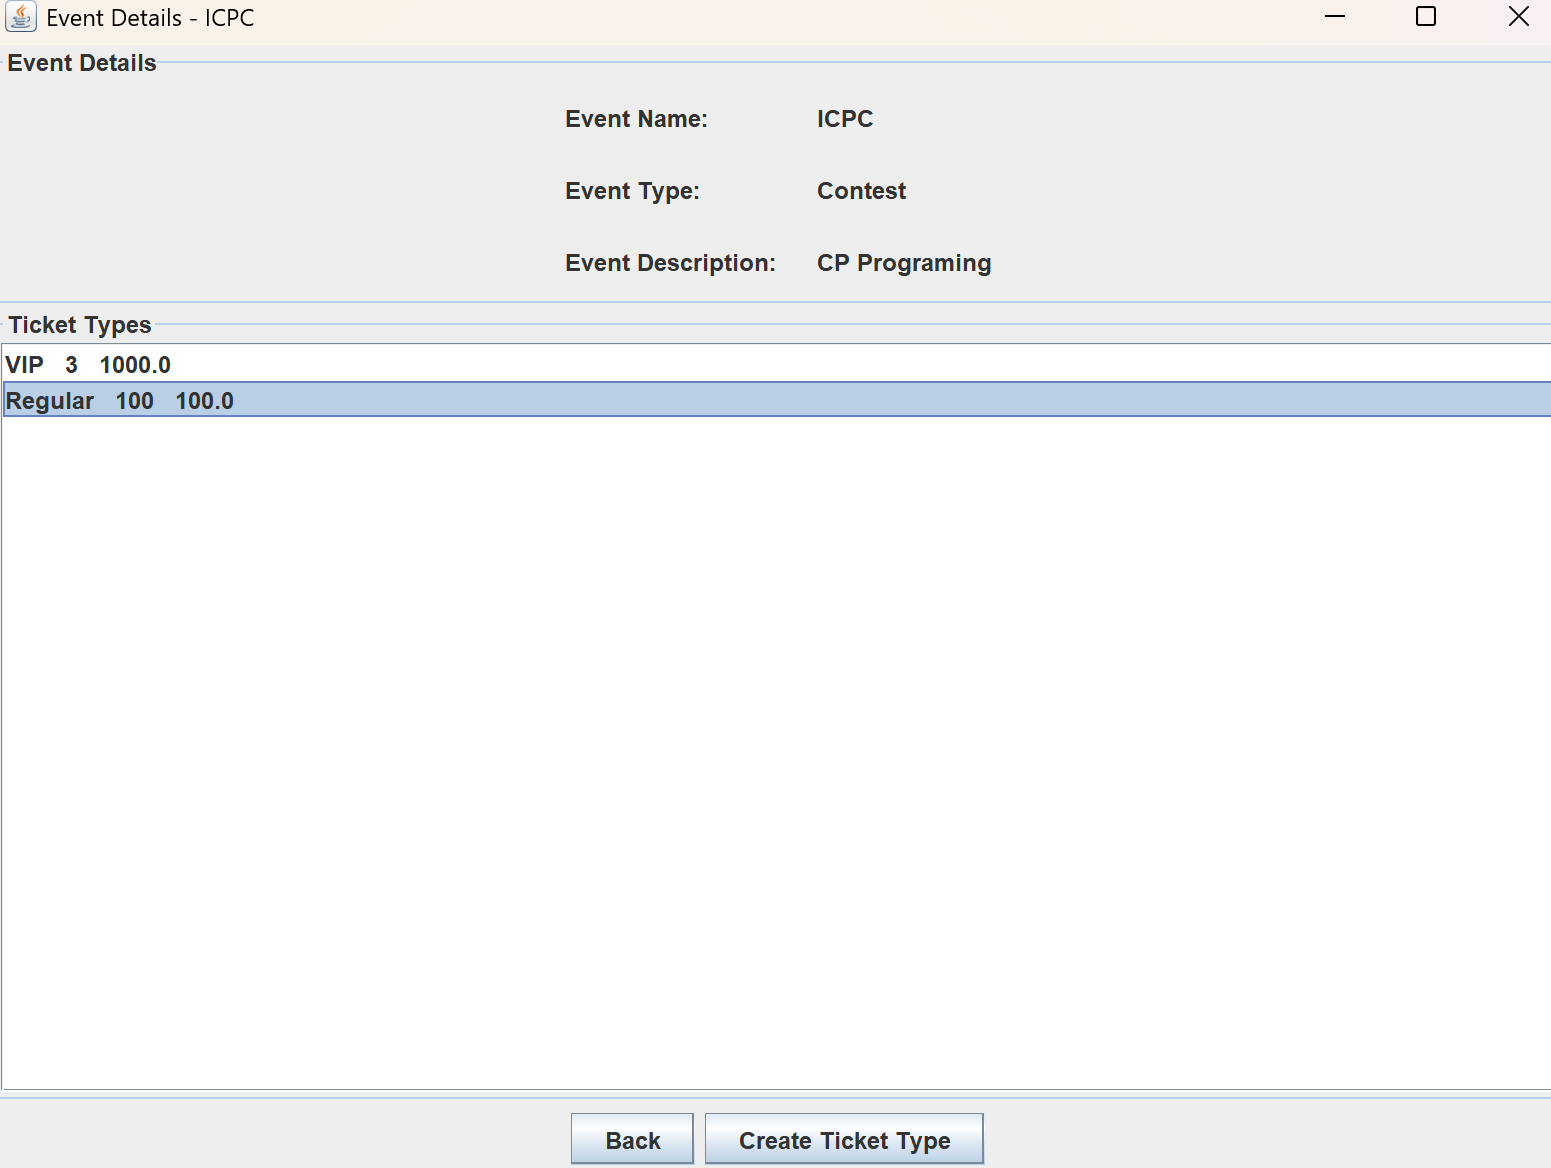 Event Details - ICPC
Event Details
Event Name: ICPC
Event Type: Contest
Event Description: CP Programing
Ticket Types
VIP 3 1000.0
Regular 100 100.0
Back Create Ticket Type